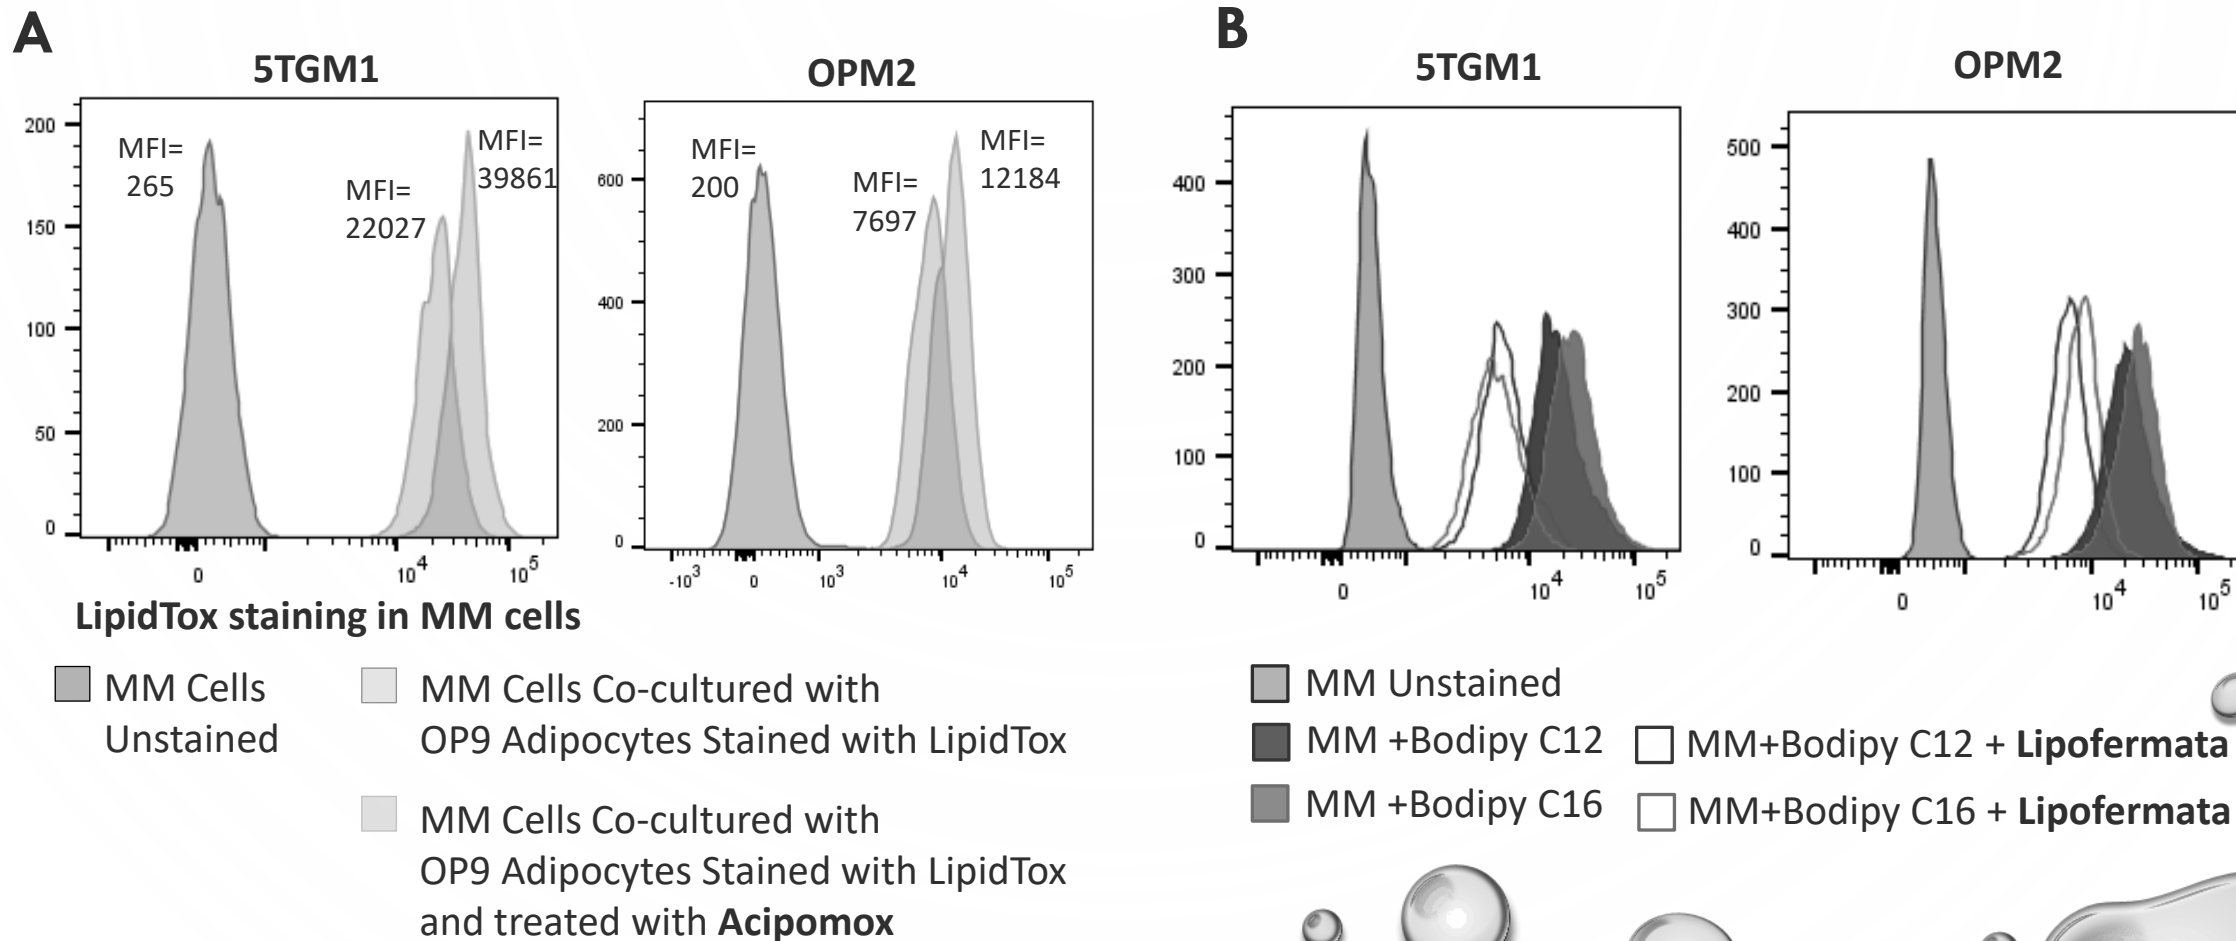 A
5TGM1
200
150
100
50
0
MFI=
265
MFI=
22027
MFI=
39861
0
10^4
10^5
OPM2
600
400
200
0
MFI=
200
MFI=
7697
MFI=
12184
-10^3
0
10^3
10^4
10^5
LipidTox staining in MM cells
MM Cells
Unstained
MM Cells Co-cultured with
OP9 Adipocytes Stained with LipidTox
MM Cells Co-cultured with
OP9 Adipocytes Stained with LipidTox
and treated with Acipomox
B
5TGM1
400
300
200
100
0
0
10^4
10^5
OPM2
500
400
300
200
100
0
0
10^4
10^5
MM Unstained
MM +Bodipy C12
MM+Bodipy C12 + Lipofermata
MM +Bodipy C16
MM+Bodipy C16 + Lipofermata